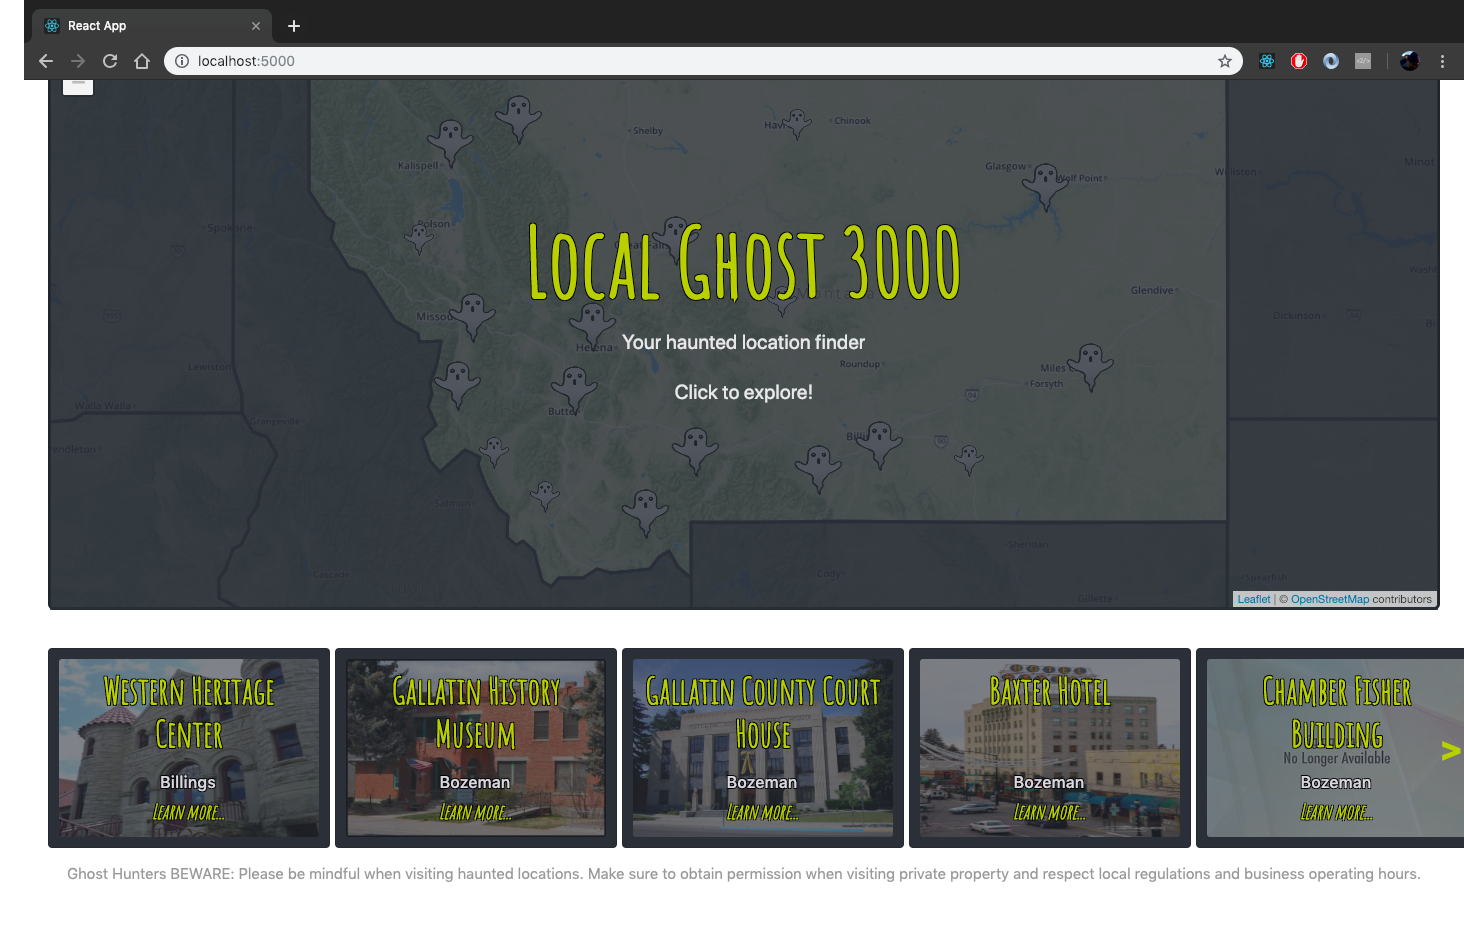 React App
localhost:5000
Shelby
Chinook
Kalispell
Glasgow
Wolf Point
Minot
Williston
Spokane
Polson
Great Falls
Local Ghost 3000
Montana
Glendive
Dickinson
Helena
Your haunted location finder
Lewiston
Roundup
Miles
Forsyth
Click to explore!
94
Walla Walla
Butte
Grangeville
90
Salmon
Sheridan
Cascade
Cody
Gillette
Spearfish
Leaflet | © OpenStreetMap contributors
Western Heritage
Center
Billings
Learn more...
Gallatin History
Museum
Bozeman
Learn more...
Gallatin County Court
House
Bozeman
Learn more...
Baxter Hotel
Bozeman
Learn more...
Chamber Fisher
Building
No Longer Available
Bozeman
Learn more...
>
Ghost Hunters BEWARE: Please be mindful when visiting haunted locations. Make sure to obtain permission when visiting private property and respect local regulations and business operating hours.